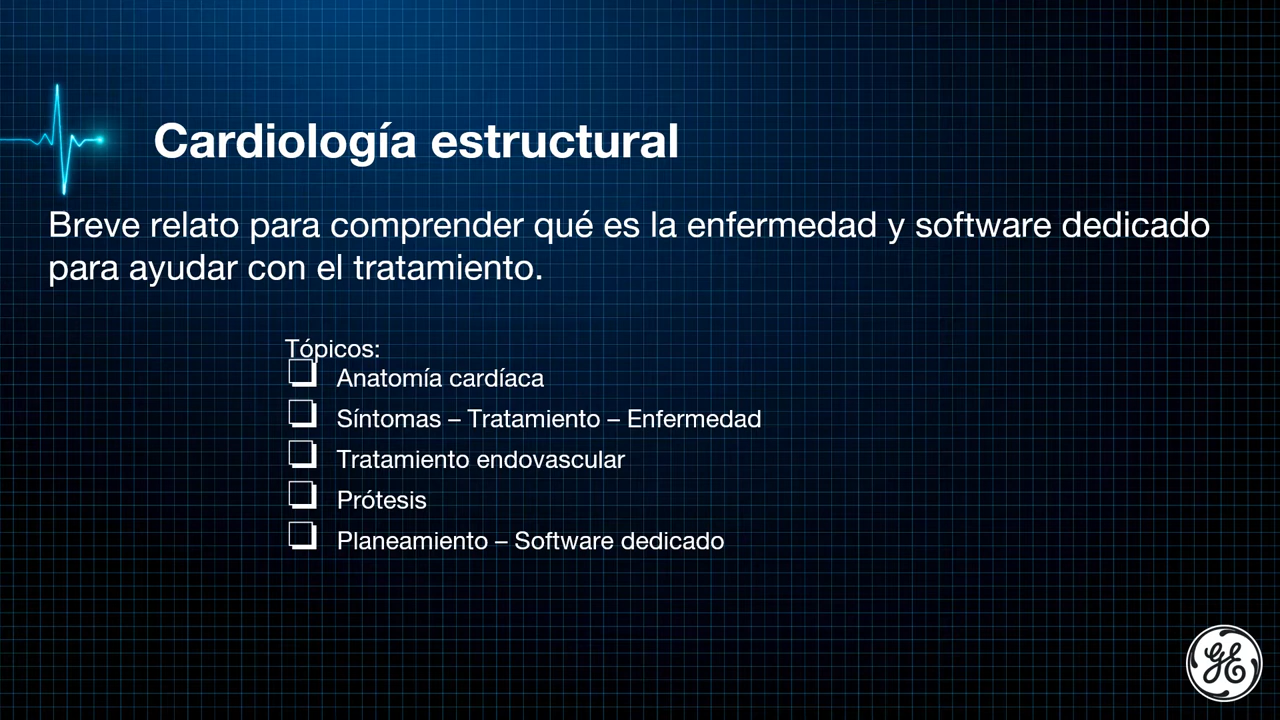 Cardiología estructural
Breve relato para comprender qué es la enfermedad y software dedicado
para ayudar con el tratamiento.
Tópicos:
Anatomía cardíaca
Síntomas – Tratamiento – Enfermedad
Tratamiento endovascular
Prótesis
Planeamiento – Software dedicado
GE